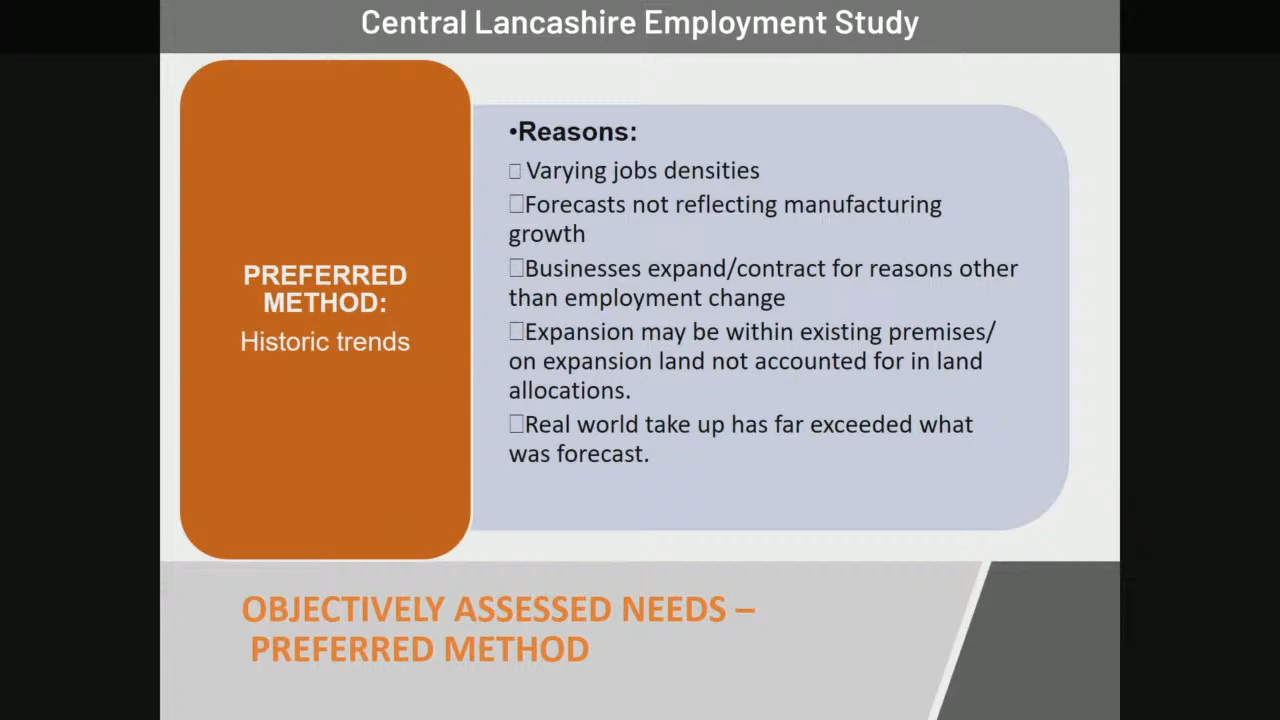 Central Lancashire Employment Study
PREFERRED
METHOD:
Historic trends
•Reasons:
□ Varying jobs densities
□Forecasts not reflecting manufacturing
growth
□Businesses expand/contract for reasons other
than employment change
□Expansion may be within existing premises/
on expansion land not accounted for in land
allocations.
□Real world take up has far exceeded what
was forecast.
OBJECTIVELY ASSESSED NEEDS –
PREFERRED METHOD